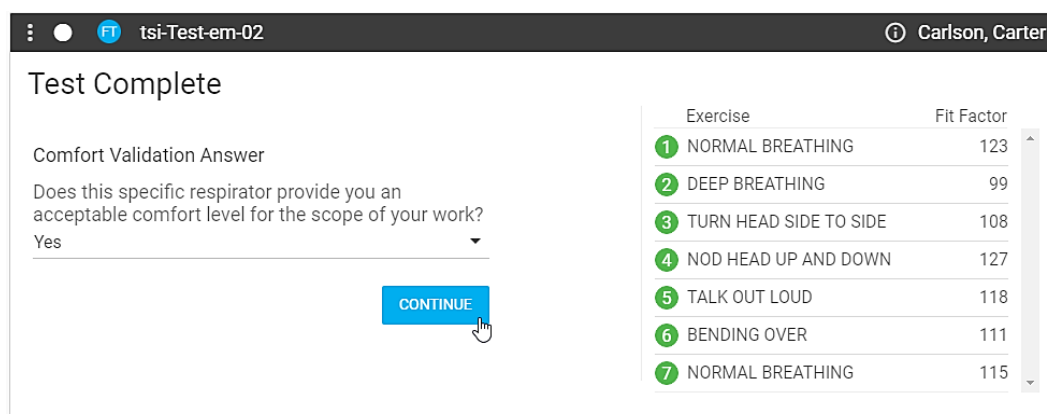 FT tsi-Test-em-02 Carlson, Carter
Test Complete
Comfort Validation Answer
Does this specific respirator provide you an
acceptable comfort level for the scope of your work?
Yes
CONTINUE
Exercise Fit Factor
1 NORMAL BREATHING 123
2 DEEP BREATHING 99
3 TURN HEAD SIDE TO SIDE 108
4 NOD HEAD UP AND DOWN 127
5 TALK OUT LOUD 118
6 BENDING OVER 111
7 NORMAL BREATHING 115